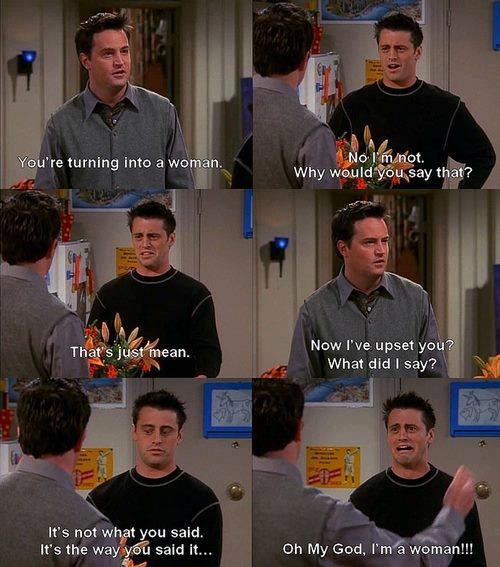 You're turning into a woman.
No I'm not.
Why would you say that?
That's just mean.
Now I've upset you?
What did I say?
It's not what you said.
It's the way you said it...
Oh My God, I'm a woman!!!